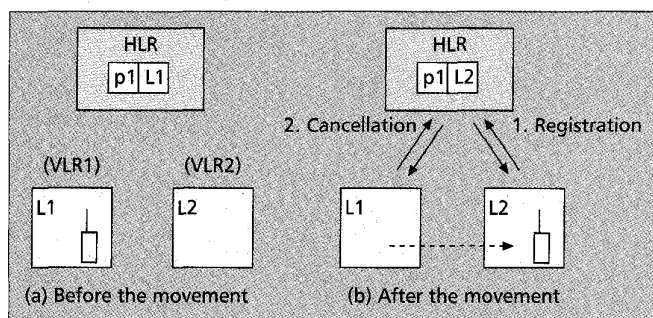 HLR
p1 L1
(VLR1) (VLR2)
L1 L2
(a) Before the movement
HLR
p1 L2
2. Cancellation 1. Registration
L1 L2
(b) After the movement